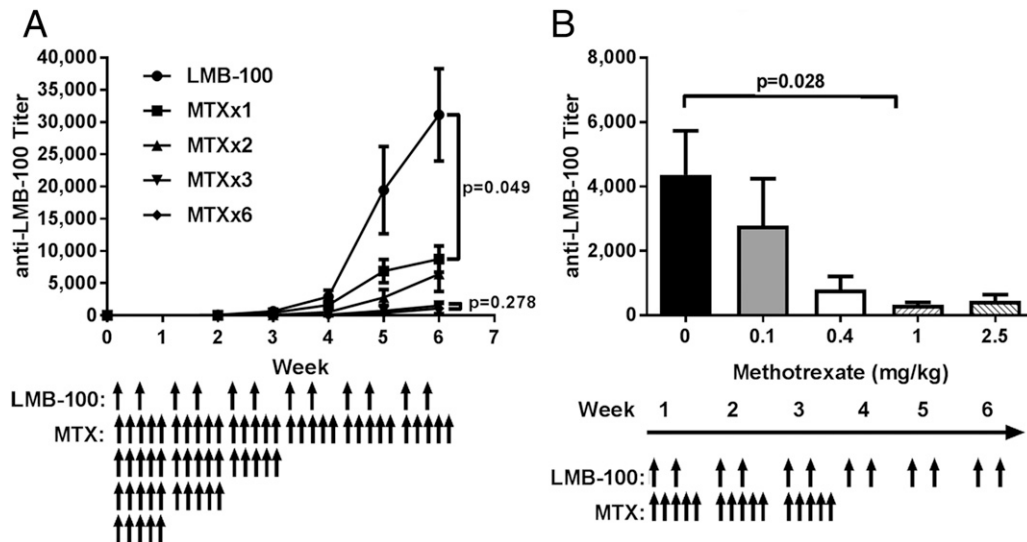 A
anti-LMB-100 Titer
40,000
35,000
30,000
25,000
20,000
15,000
10,000
5,000
0
LMB-100
MTXx1
MTXx2
MTXx3
MTXx6
p=0.049
p=0.278
0 1 2 3 4 5 6 7
Week
LMB-100:
MTX:
B
anti-LMB-100 Titer
8,000
6,000
4,000
2,000
0
p=0.028
0 0.1 0.4 1 2.5
Methotrexate (mg/kg)
Week 1 2 3 4 5 6
LMB-100:
MTX: